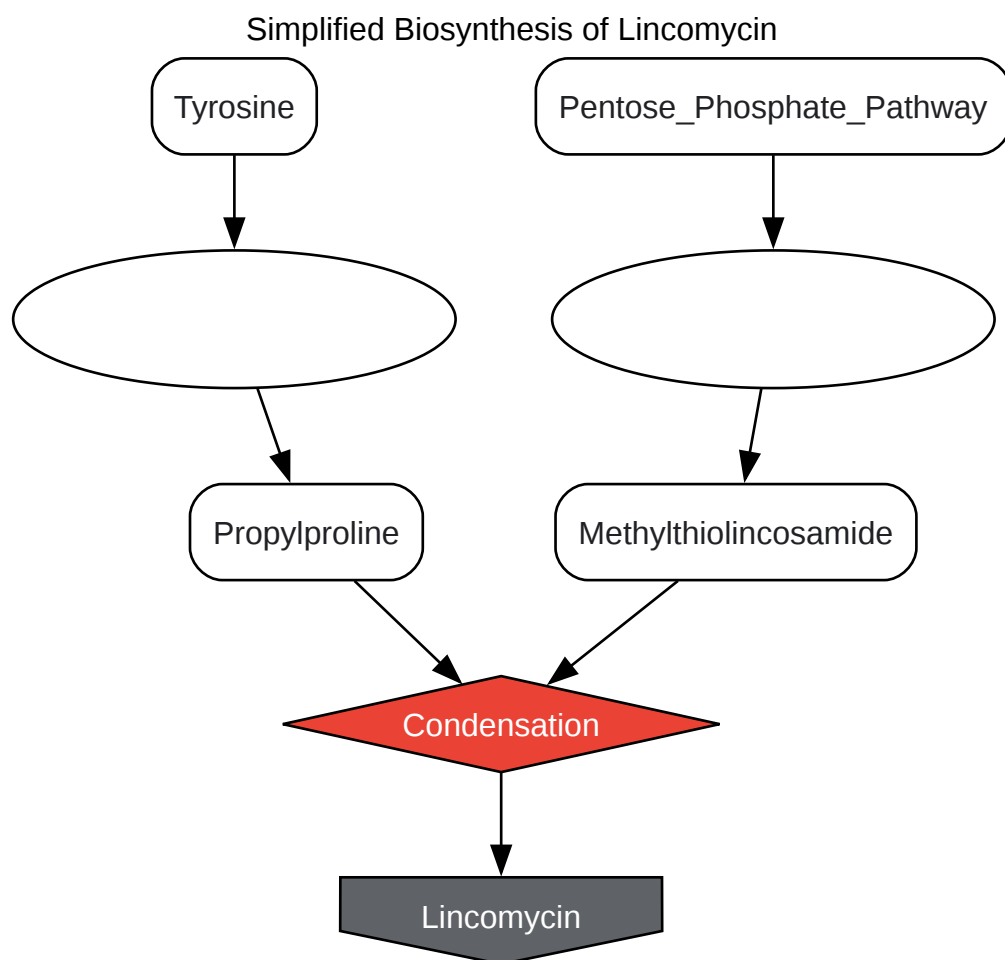 Simplified Biosynthesis of Lincomycin
Tyrosine
Pentose_Phosphate_Pathway
Propylproline
Methylthiolincosamide
Condensation
Lincomycin